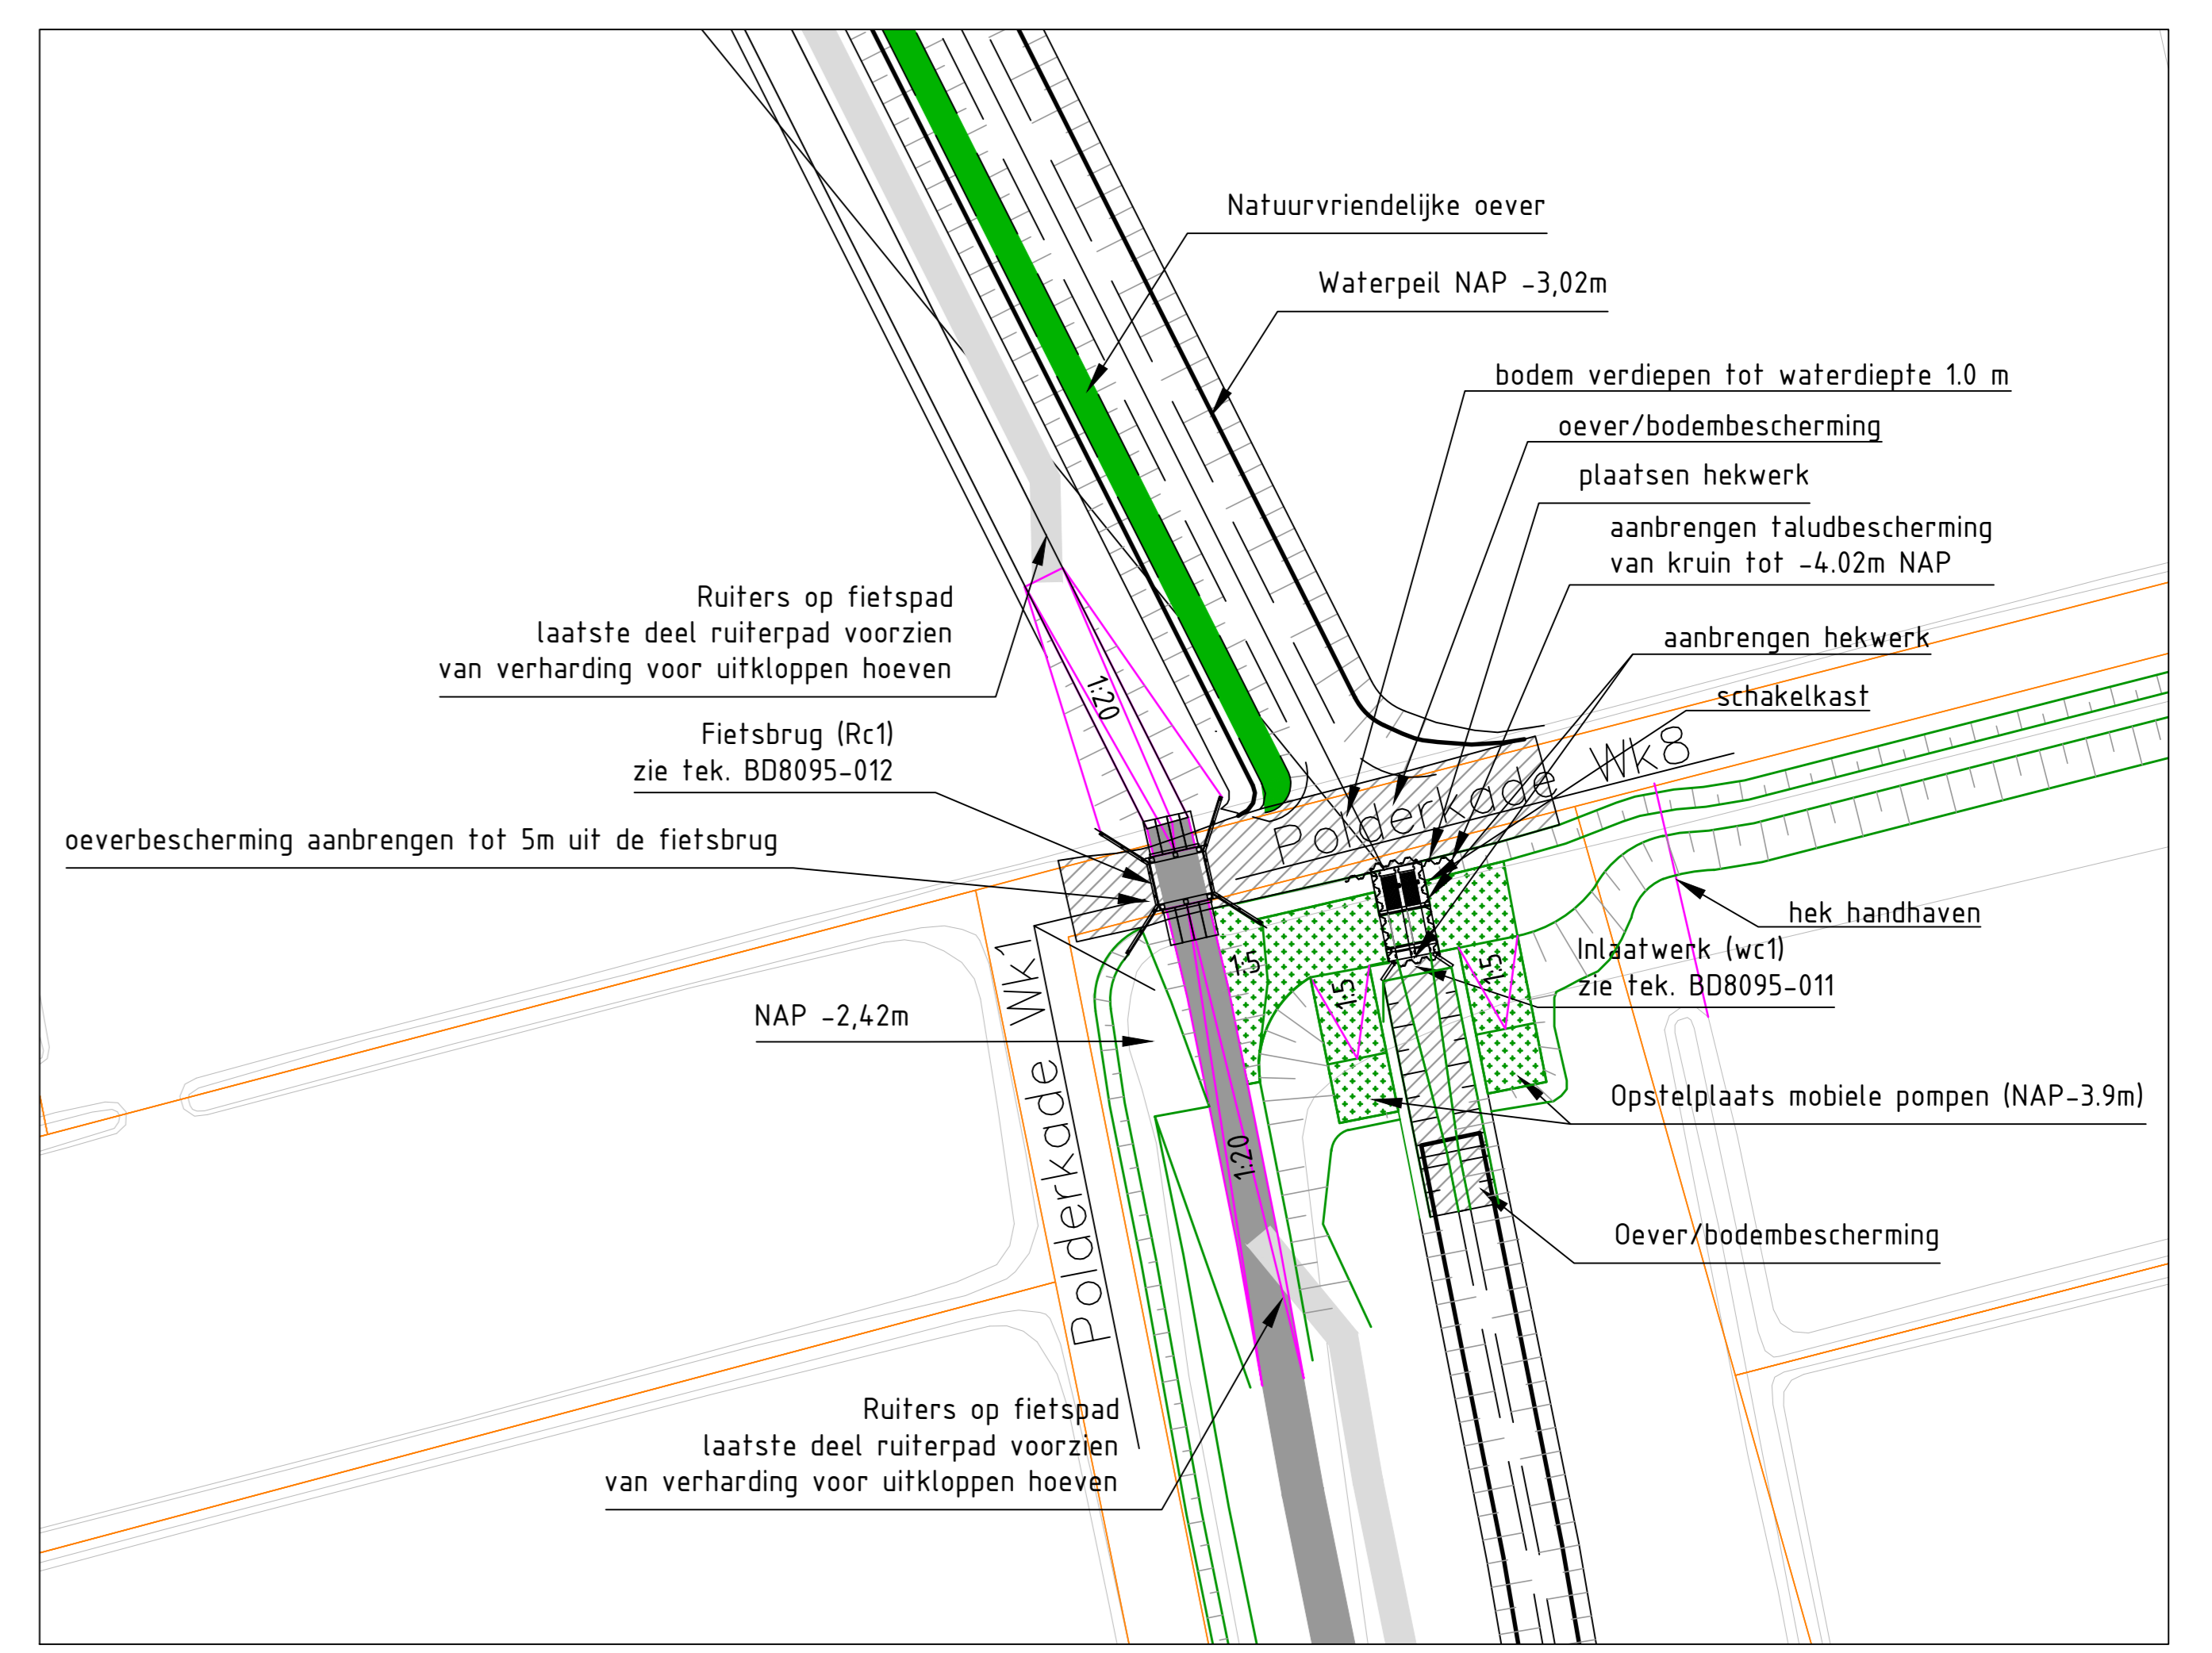 Natuurvriendelijke oever
Waterpeil NAP -3,02m
bodem verdiepen tot waterdiepte 1.0 m
oever/bodembescherming
plaatsen hekwerk
aanbrengen taludbescherming
van kruin tot -4.02m NAP
aanbrengen hekwerk
schakelkast
Ruiters op fietspad
laatste deel ruiterpad voorzien
van verharding voor uitkloppen hoeven
1:20
Fietsbrug (Rc1)
zie tek. BD8095-012
oeverbescherming aanbrengen tot 5m uit de fietsbrug
Polderkade Wk8
hek handhaven
Inlaatwerk (wc1)
zie tek. BD8095-011
1:5
1:5
1:5
NAP -2,42m
Polderkade Wk1
Opstelplaats mobiele pompen (NAP-3.9m)
1:20
Oever/bodembescherming
Ruiters op fietspad
laatste deel ruiterpad voorzien
van verharding voor uitkloppen hoeven